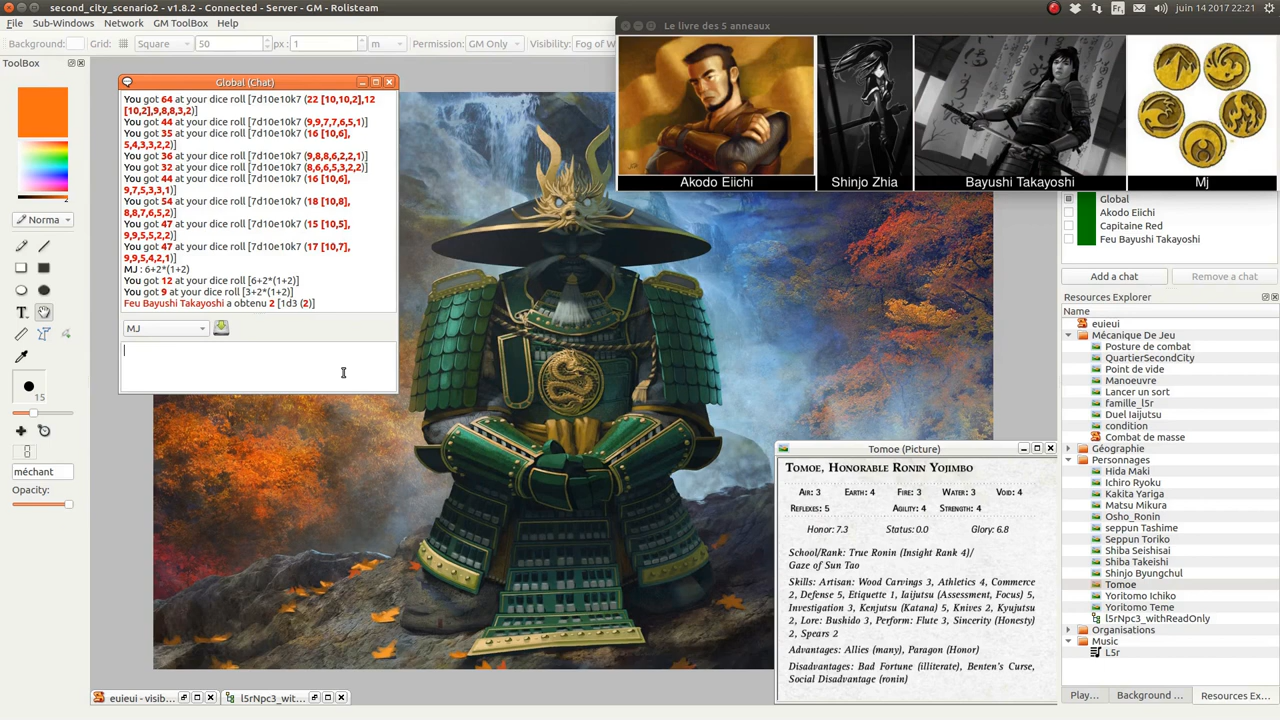 second_city_scenario2 - v1.8.2 - Connected - Server - GM - Rolisteam
Fr
juin 14 2017 22:21
File Sub-Windows Network GM ToolBox Help
Background: Grid: Square 50 px: 1 m Permission: GM Only Visibility: Fog of W
Le livre des 5 anneaux
Akodo Eiichi
Shinjo Zhia
Bayushi Takayoshi
Mj
ToolBox
Norma
15
méchant
Opacity:
Global (Chat)
You got 64 at your dice roll [7d10e10k7 (22 [10,10,2],12
[10,2],9,8,8,3,2)]
You got 44 at your dice roll [7d10e10k7 (9,9,7,7,6,5,1)]
You got 35 at your dice roll [7d10e10k7 (16 [10,6],
5,4,3,3,2,2)]
You got 36 at your dice roll [7d10e10k7 (9,8,8,6,2,2,1)]
You got 32 at your dice roll [7d10e10k7 (8,6,6,5,3,2,2)]
You got 44 at your dice roll [7d10e10k7 (16 [10,6],
9,7,5,3,3,1)]
You got 54 at your dice roll [7d10e10k7 (18 [10,8],
8,8,7,6,5,2)]
You got 47 at your dice roll [7d10e10k7 (15 [10,5],
9,9,5,5,2,2)]
You got 47 at your dice roll [7d10e10k7 (17 [10,7],
9,9,5,4,2,1)]
MJ : 6+2*(1+2)
You got 12 at your dice roll [6+2*(1+2)]
You got 9 at your dice roll [3+2*(1+2)]
Feu Bayushi Takayoshi a obtenu 2 [1d3 (2)]
MJ
Global
Akodo Eiichi
Capitaine Red
Feu Bayushi Takayoshi
Add a chat Remove a chat
Resources Explorer
Name
euieui
Mécanique De Jeu
Posture de combat
QuartierSecondCity
Point de vide
Manoeuvre
Lancer un sort
famille_l5r
Duel Iaijutsu
condition
Combat de masse
Géographie
Personnages
Hida Maki
Ichiro Ryoku
Kakita Yariga
Matsu Mikura
Osho_Ronin
seppun Tashime
Seppun Toriko
Shiba Seishisai
Shiba Takeishi
Shinjo Byungchul
Tomoe
Yoritomo Ichiko
Yoritomo Teme
l5rNpc3_withReadOnly
Organisations
Music
L5r
Tomoe (Picture)
Tomoe, Honorable Ronin Yojimbo
Air: 3 Earth: 4 Fire: 3 Water: 3 Void: 4
Reflexes: 5 Agility: 4 Strength: 4
Honor: 7.3 Status: 0.0 Glory: 6.8
School/Rank: True Ronin (Insight Rank 4)/
Gaze of Sun Tao
Skills: Artisan: Wood Carvings 3, Athletics 4, Commerce
2, Defense 5, Etiquette 1, Iaijutsu (Assessment, Focus) 5,
Investigation 3, Kenjutsu (Katana) 5, Knives 2, Kyujutsu
2, Lore: Bushido 3, Perform: Flute 3, Sincerity (Honesty)
2, Spears 2
Advantages: Allies (many), Paragon (Honor)
Disadvantages: Bad Fortune (illiterate), Benten's Curse,
Social Disadvantage (ronin)
euieui - visib...
l5rNpc3_wit...
Play... Background ... Resources Ex...